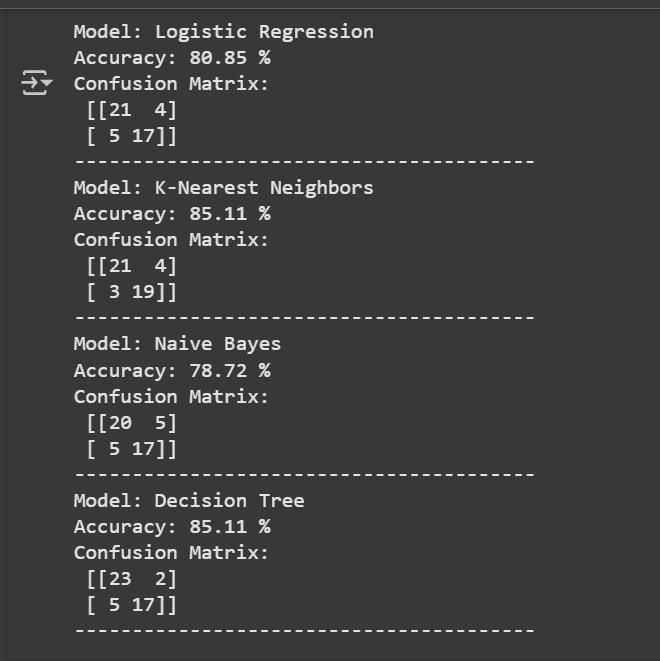 Model: Logistic Regression
Accuracy: 80.85 %
Confusion Matrix:
 [[21  4]
 [ 5 17]]
----------------------------------------
Model: K-Nearest Neighbors
Accuracy: 85.11 %
Confusion Matrix:
 [[21  4]
 [ 3 19]]
----------------------------------------
Model: Naive Bayes
Accuracy: 78.72 %
Confusion Matrix:
 [[20  5]
 [ 5 17]]
----------------------------------------
Model: Decision Tree
Accuracy: 85.11 %
Confusion Matrix:
 [[23  2]
 [ 5 17]]
----------------------------------------